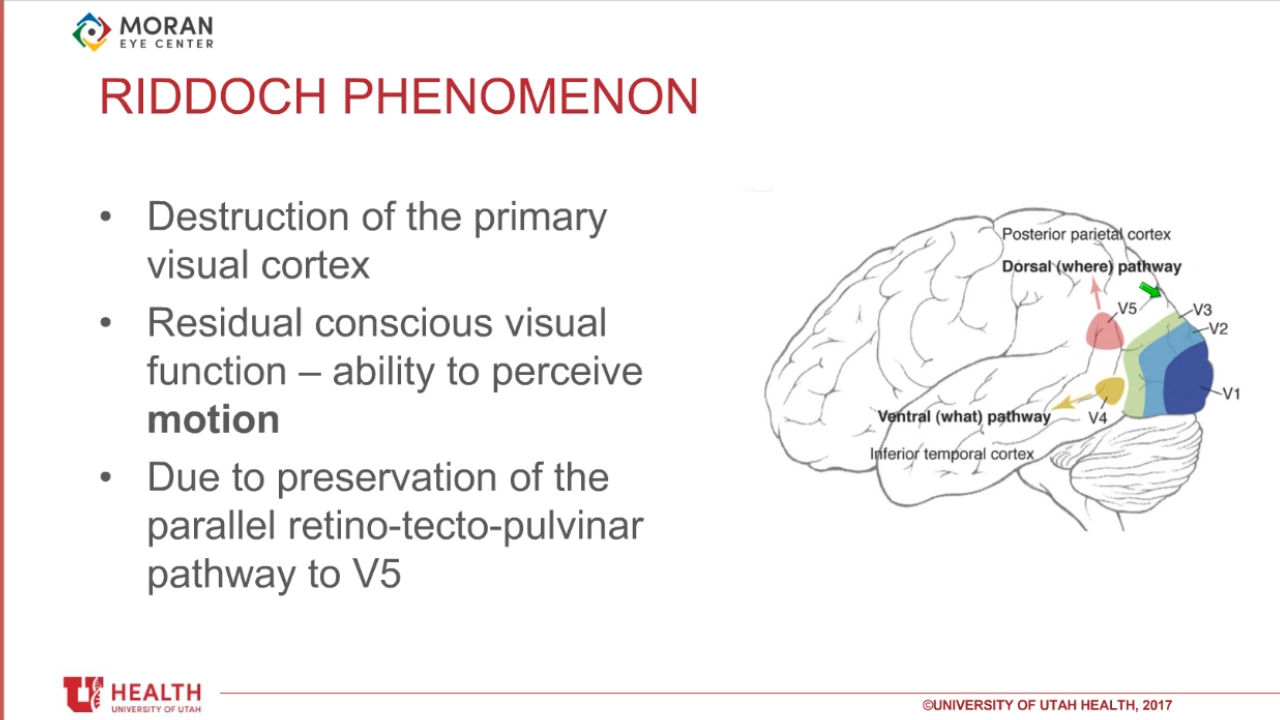 MORAN
EYE CENTER
RIDDOCH PHENOMENON
• Destruction of the primary
visual cortex
• Residual conscious visual
function – ability to perceive
motion
• Due to preservation of the
parallel retino-tecto-pulvinar
pathway to V5
Posterior parietal cortex
Dorsal (where) pathway
V5
V3
V2
V1
Ventral (what) pathway
V4
Inferior temporal cortex
U HEALTH
UNIVERSITY OF UTAH
©UNIVERSITY OF UTAH HEALTH, 2017